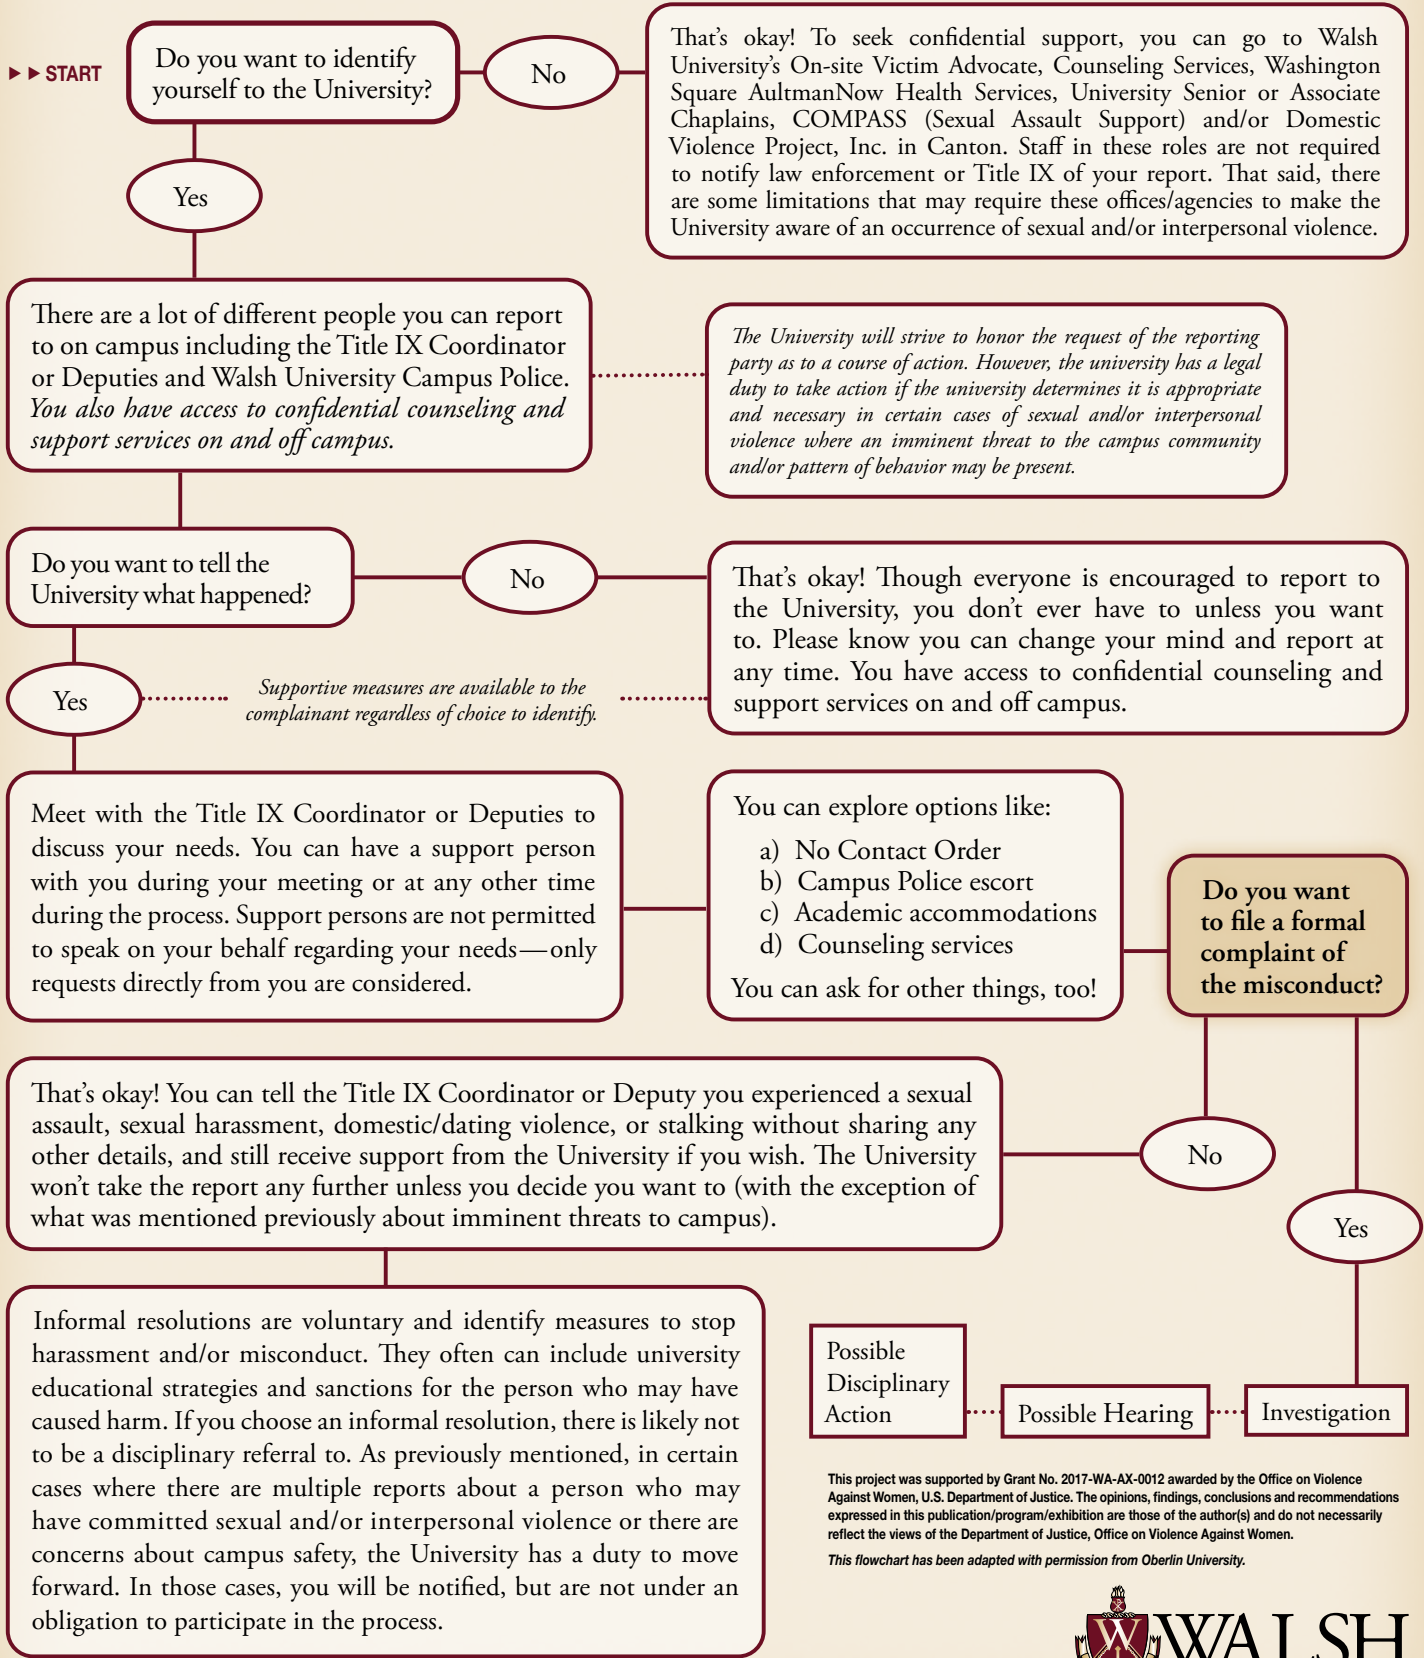 START
Do you want to identify
yourself to the University?
No
That's okay! To seek confidential support, you can go to Walsh
University's On-site Victim Advocate, Counseling Services, Washington
Square AultmanNow Health Services, University Senior or Associate
Chaplains, COMPASS (Sexual Assault Support) and/or Domestic
Violence Project, Inc. in Canton. Staff in these roles are not required
to notify law enforcement or Title IX of your report. That said, there
are some limitations that may require these offices/agencies to make the
University aware of an occurrence of sexual and/or interpersonal violence.
Yes
There are a lot of different people you can report
to on campus including the Title IX Coordinator
or Deputies and Walsh University Campus Police.
You also have access to confidential counseling and
support services on and off campus.
The University will strive to honor the request of the reporting
party as to a course of action. However, the university has a legal
duty to take action if the university determines it is appropriate
and necessary in certain cases of sexual and/or interpersonal
violence where an imminent threat to the campus community
and/or pattern of behavior may be present.
Do you want to tell the
University what happened?
No
That's okay! Though everyone is encouraged to report to
the University, you don't ever have to unless you want
to. Please know you can change your mind and report at
any time. You have access to confidential counseling and
support services on and off campus.
Yes
Supportive measures are available to the
complainant regardless of choice to identify.
Meet with the Title IX Coordinator or Deputies to
discuss your needs. You can have a support person
with you during your meeting or at any other time
during the process. Support persons are not permitted
to speak on your behalf regarding your needs—only
requests directly from you are considered.
You can explore options like:
a) No Contact Order
b) Campus Police escort
c) Academic accommodations
d) Counseling services
You can ask for other things, too!
Do you want
to file a formal
complaint of
the misconduct?
That's okay! You can tell the Title IX Coordinator or Deputy you experienced a sexual
assault, sexual harassment, domestic/dating violence, or stalking without sharing any
other details, and still receive support from the University if you wish. The University
won't take the report any further unless you decide you want to (with the exception of
what was mentioned previously about imminent threats to campus).
No
Yes
Informal resolutions are voluntary and identify measures to stop
harassment and/or misconduct. They often can include university
educational strategies and sanctions for the person who may have
caused harm. If you choose an informal resolution, there is likely not
to be a disciplinary referral to. As previously mentioned, in certain
cases where there are multiple reports about a person who may
have committed sexual and/or interpersonal violence or there are
concerns about campus safety, the University has a duty to move
forward. In those cases, you will be notified, but are not under an
obligation to participate in the process.
Possible
Disciplinary
Action
Possible Hearing
Investigation
This project was supported by Grant No. 2017-WA-AX-0012 awarded by the Office on Violence
Against Women, U.S. Department of Justice. The opinions, findings, conclusions and recommendations
expressed in this publication/program/exhibition are those of the author(s) and do not necessarily
reflect the views of the Department of Justice, Office on Violence Against Women.
This flowchart has been adapted with permission from Oberlin University.
WALSH